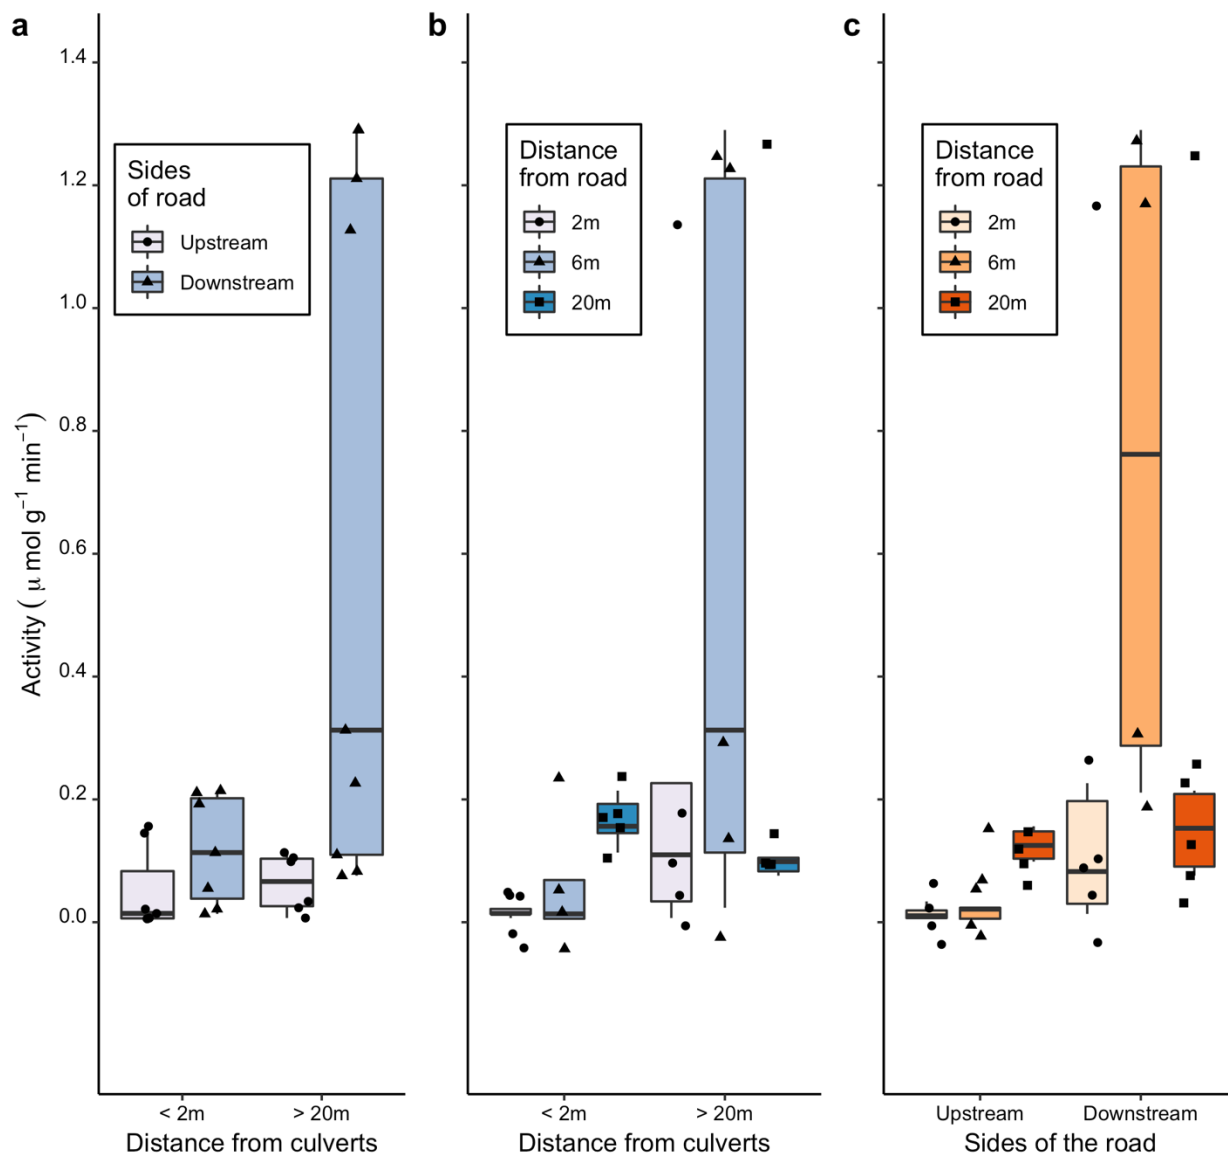 a
b
c
Activity ( μ mol g⁻¹ min⁻¹)
1.4
1.2
1.0
0.8
0.6
0.4
0.2
0.0
Sides
of road
Upstream
Downstream
< 2m
> 20m
Distance from culverts
Distance
from road
2m
6m
20m
< 2m
> 20m
Distance from culverts
Distance
from road
2m
6m
20m
Upstream
Downstream
Sides of the road